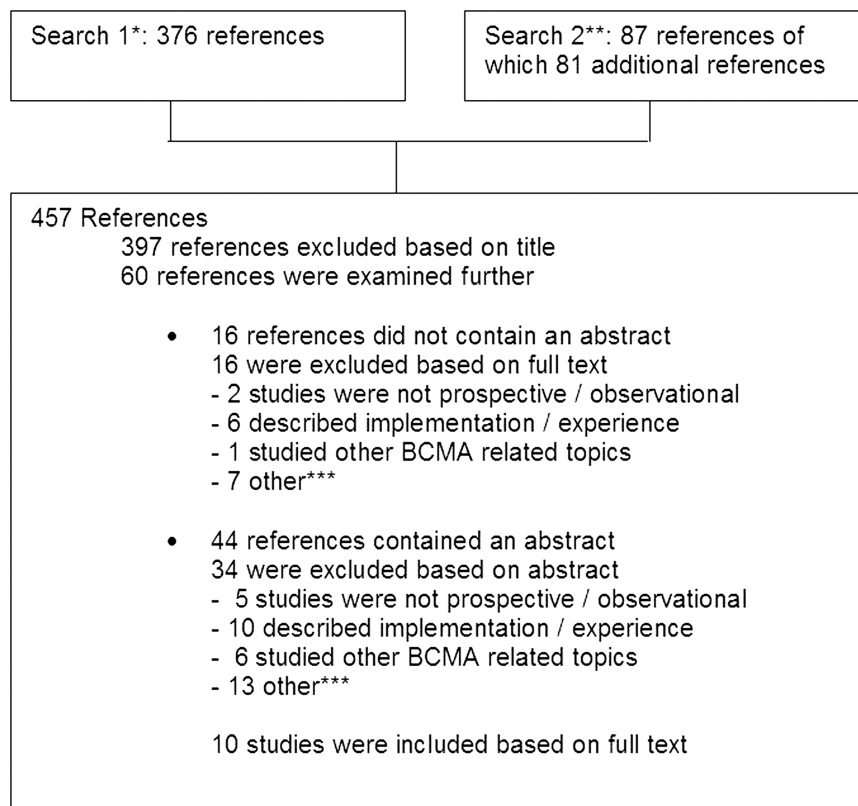 Search 1*: 376 references
Search 2**: 87 references of
which 81 additional references
457 References
397 references excluded based on title
60 references were examined further
• 16 references did not contain an abstract
16 were excluded based on full text
- 2 studies were not prospective / observational
- 6 described implementation / experience
- 1 studied other BCMA related topics
- 7 other***
• 44 references contained an abstract
34 were excluded based on abstract
- 5 studies were not prospective / observational
- 10 described implementation / experience
- 6 studied other BCMA related topics
- 13 other***
10 studies were included based on full text